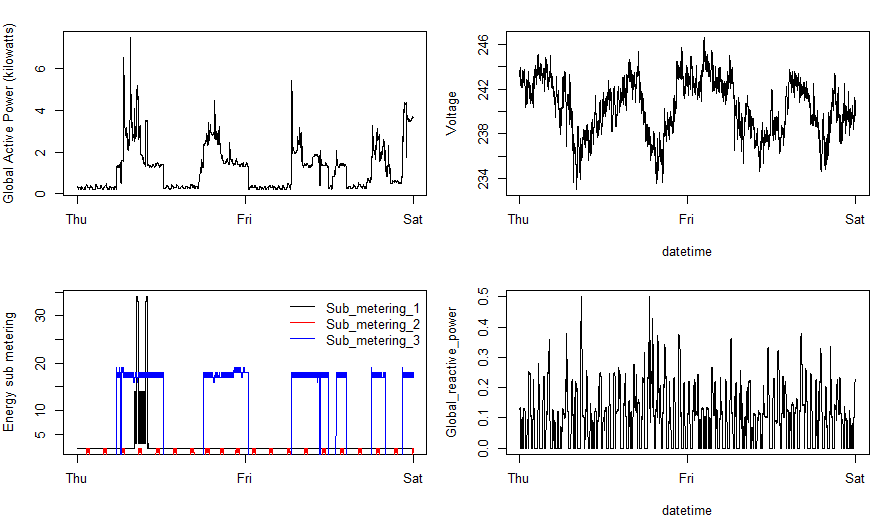 Global Active Power (kilowatts)
6
4
2
0
Thu
Fri
Sat
Voltage
246
242
238
234
Thu
Fri
Sat
datetime
Energy sub metering
30
20
10
5
Sub_metering_1
Sub_metering_2
Sub_metering_3
Thu
Fri
Sat
Global_reactive_power
0.5
0.4
0.3
0.2
0.1
0.0
Thu
Fri
Sat
datetime